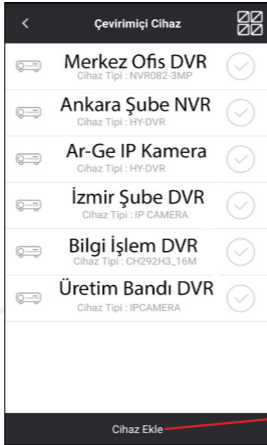 Çevirimiçi Cihaz
Merkez Ofis DVR
Cihaz Tipi : NVR082-3MP
Ankara Şube NVR
Cihaz Tipi : HY-DVR
Ar-Ge IP Kamera
Cihaz Tipi : HY-DVR
İzmir Şube DVR
Cihaz Tipi : IP CAMERA
Bilgi İşlem DVR
Cihaz Tipi : CH292H3_16M
Üretim Bandı DVR
Cihaz Tipi : IPCAMERA
Cihaz Ekle